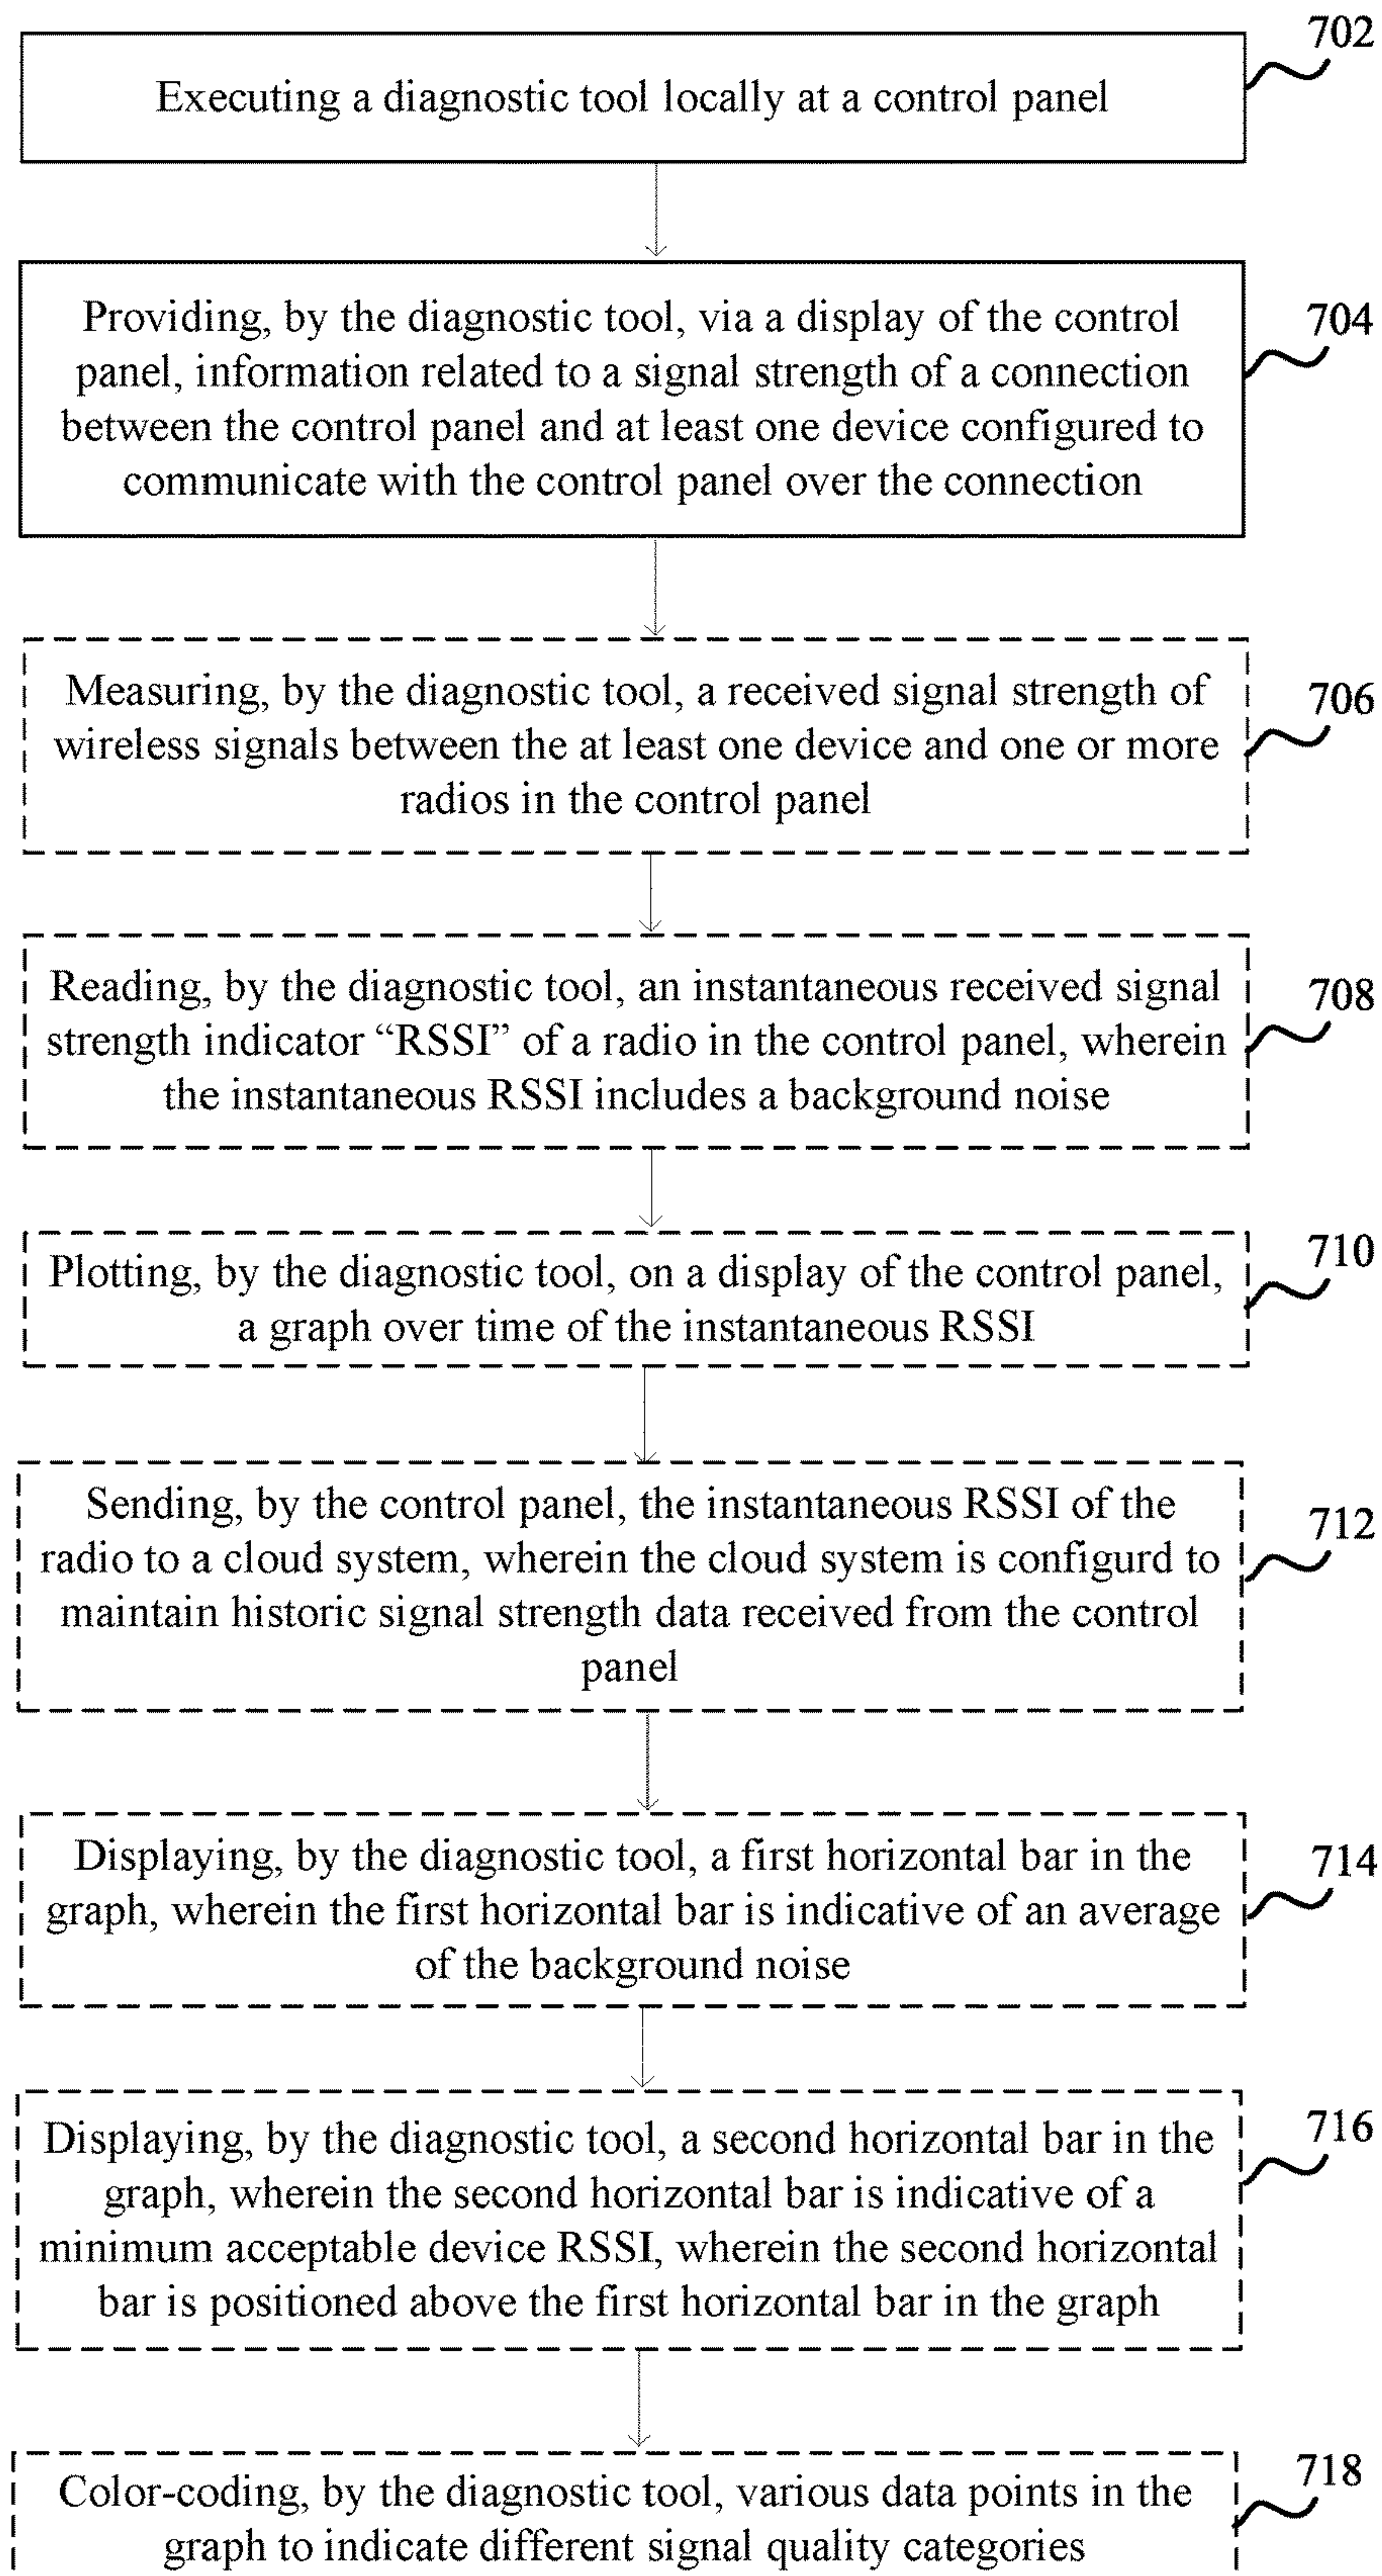 702
Executing a diagnostic tool locally at a control panel
704
Providing, by the diagnostic tool, via a display of the control
panel, information related to a signal strength of a connection
between the control panel and at least one device configured to
communicate with the control panel over the connection
706
Measuring, by the diagnostic tool, a received signal strength of
wireless signals between the at least one device and one or more
radios in the control panel
708
Reading, by the diagnostic tool, an instantaneous received signal
strength indicator “RSSI” of a radio in the control panel, wherein
the instantaneous RSSI includes a background noise
710
Plotting, by the diagnostic tool, on a display of the control panel,
a graph over time of the instantaneous RSSI
712
Sending, by the control panel, the instantaneous RSSI of the
radio to a cloud system, wherein the cloud system is configurd to
maintain historic signal strength data received from the control
panel
714
Displaying, by the diagnostic tool, a first horizontal bar in the
graph, wherein the first horizontal bar is indicative of an average
of the background noise
716
Displaying, by the diagnostic tool, a second horizontal bar in the
graph, wherein the second horizontal bar is indicative of a
minimum acceptable device RSSI, wherein the second horizontal
bar is positioned above the first horizontal bar in the graph
718
Color-coding, by the diagnostic tool, various data points in the
graph to indicate different signal quality categories